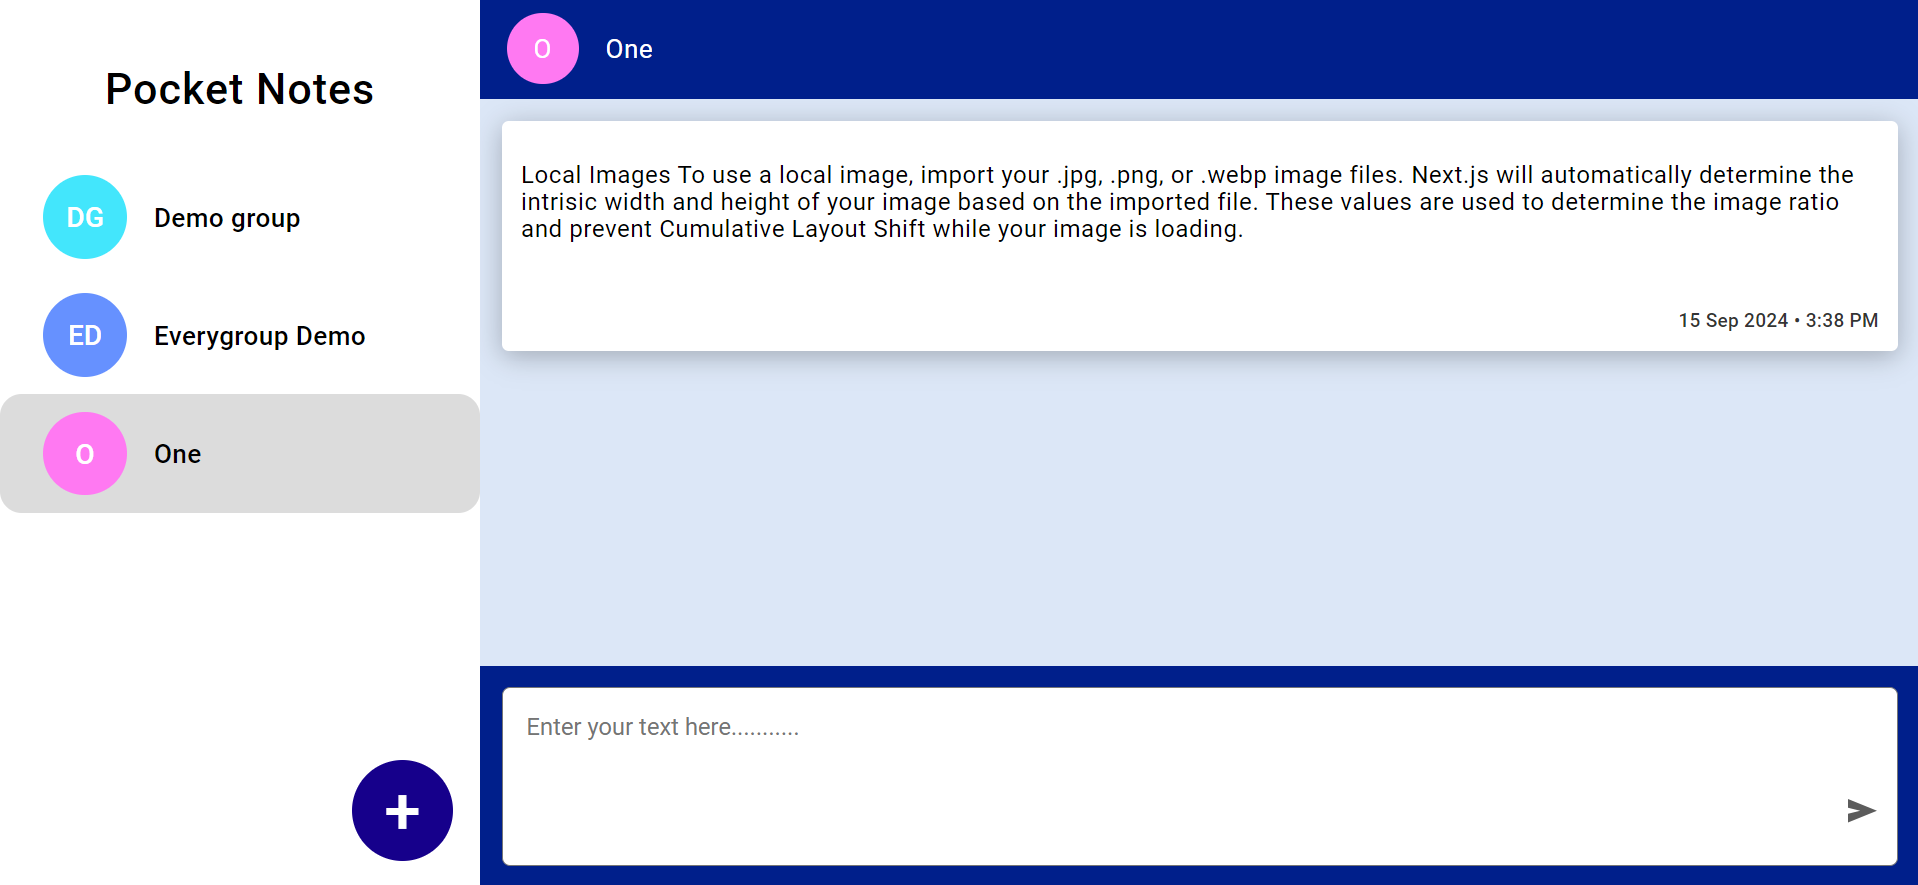 Pocket Notes
DG
Demo group
ED
Everygroup Demo
O
One
+
O
One
Local Images To use a local image, import your .jpg, .png, or .webp image files. Next.js will automatically determine the
intrisic width and height of your image based on the imported file. These values are used to determine the image ratio
and prevent Cumulative Layout Shift while your image is loading.
15 Sep 2024 • 3:38 PM
Enter your text here...........